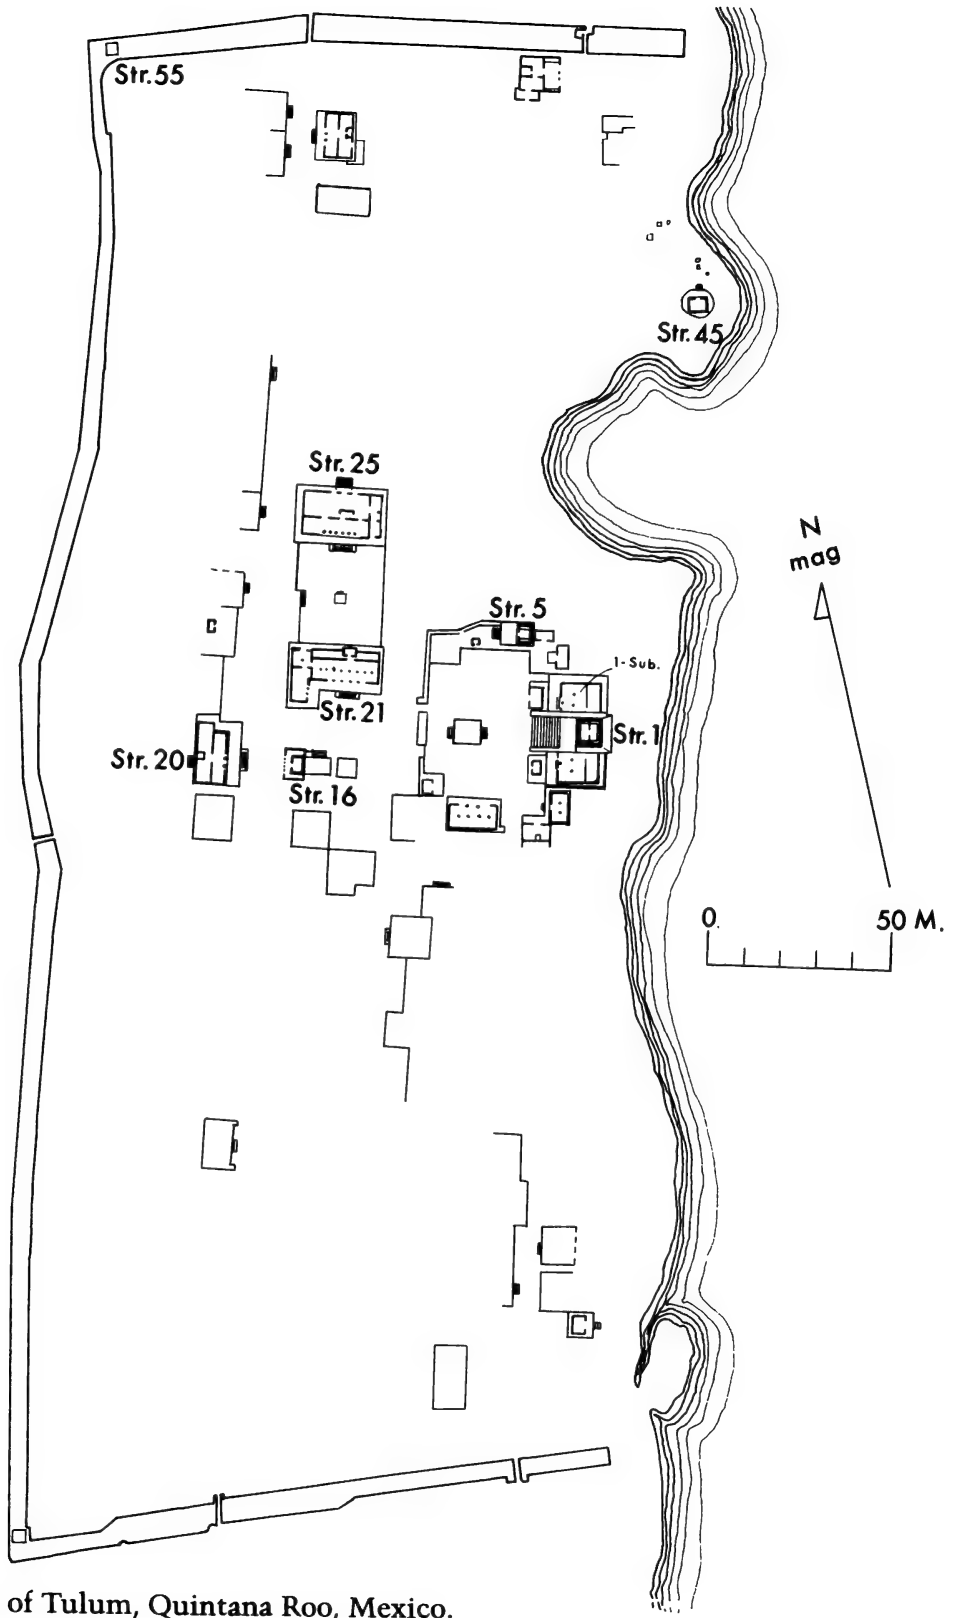 Str. 55
Str. 45
Str. 25
N
mag
Str. 5
1-Sub.
Str. 21
Str. 1
Str. 20
Str. 16
0.
50 M.
of Tulum, Quintana Roo, Mexico.